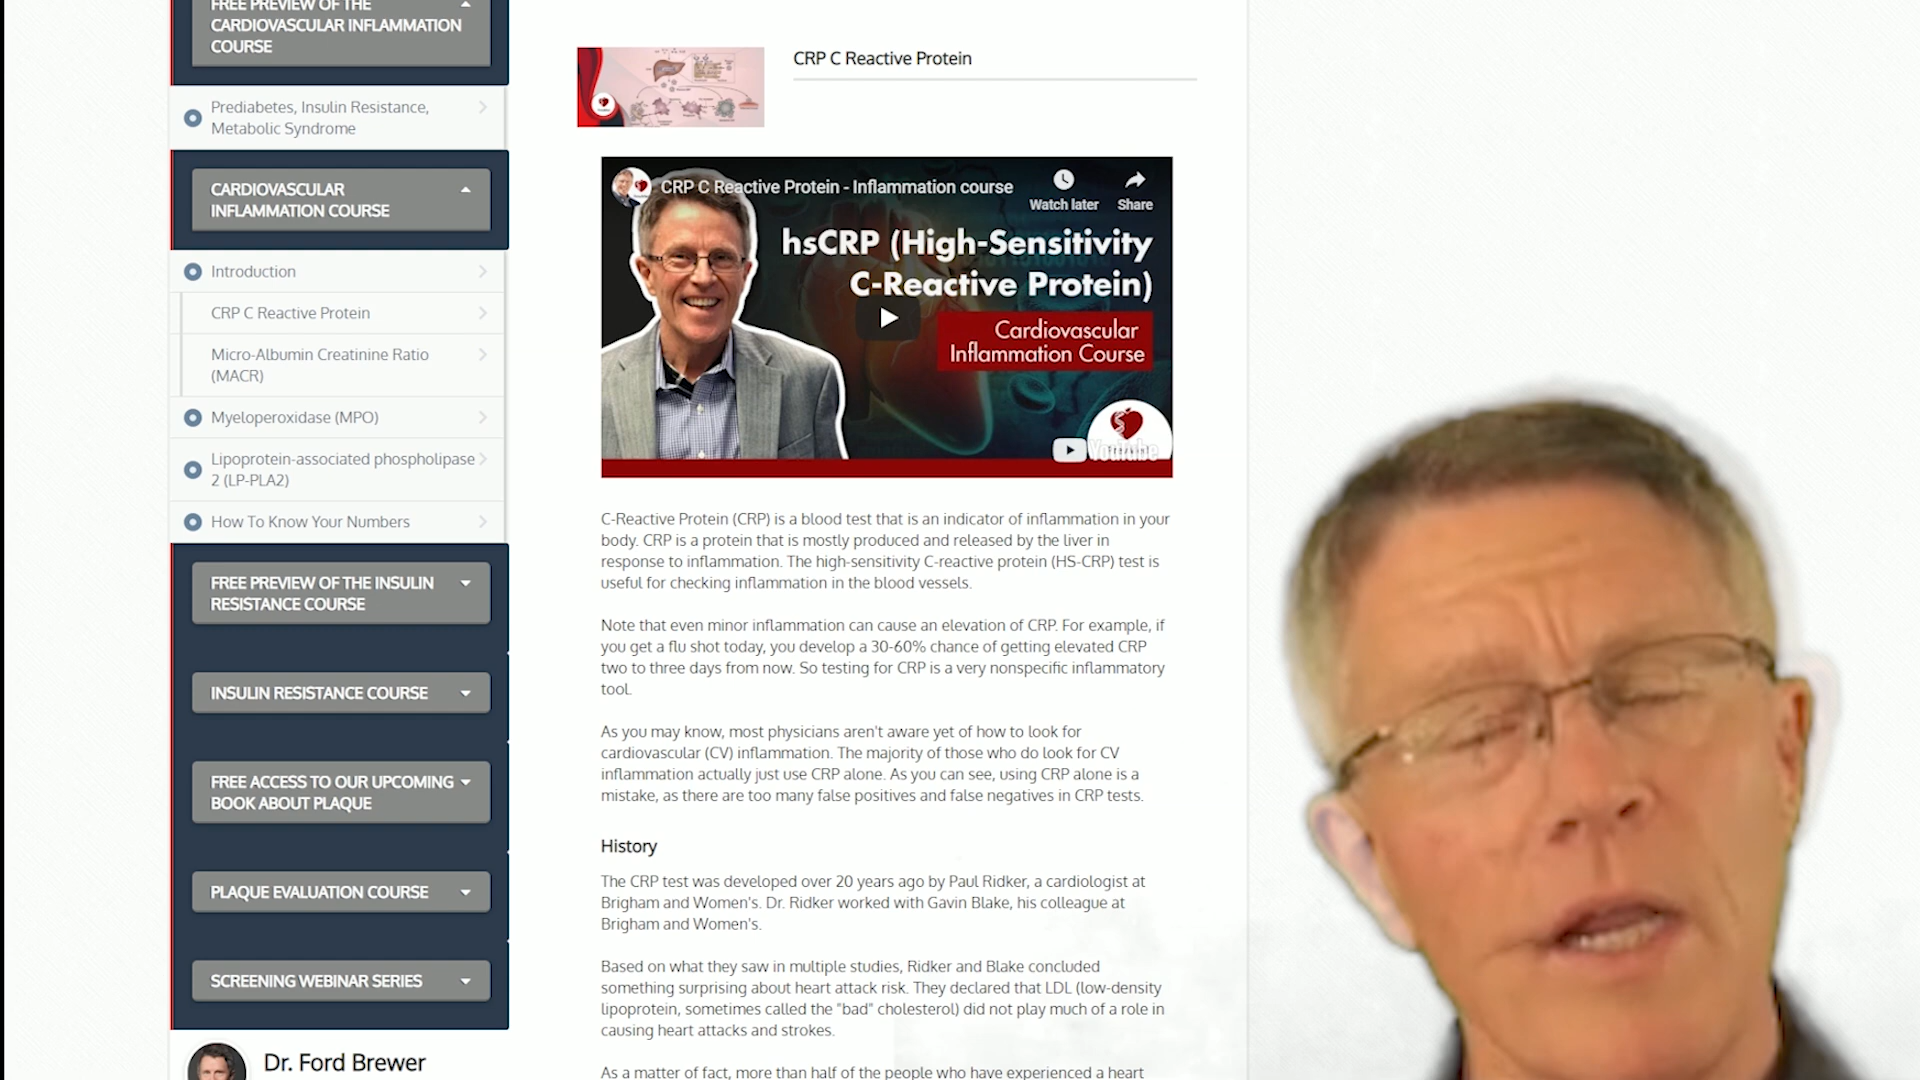 FREE PREVIEW OF THE
CARDIOVASCULAR INFLAMMATION
COURSE
Prediabetes, Insulin Resistance,
Metabolic Syndrome
CARDIOVASCULAR
INFLAMMATION COURSE
Introduction
CRP C Reactive Protein
Micro-Albumin Creatinine Ratio
(MACR)
Myeloperoxidase (MPO)
Lipoprotein-associated phospholipase
2 (LP-PLA2)
How To Know Your Numbers
FREE PREVIEW OF THE INSULIN
RESISTANCE COURSE
INSULIN RESISTANCE COURSE
FREE ACCESS TO OUR UPCOMING
BOOK ABOUT PLAQUE
PLAQUE EVALUATION COURSE
SCREENING WEBINAR SERIES
Dr. Ford Brewer
CRP C Reactive Protein
CRP C Reactive Protein - Inflammation course
Watch later
Share
hsCRP (High-Sensitivity
C-Reactive Protein)
Cardiovascular
Inflammation Course
YouTube
C-Reactive Protein (CRP) is a blood test that is an indicator of inflammation in your
body. CRP is a protein that is mostly produced and released by the liver in
response to inflammation. The high-sensitivity C-reactive protein (HS-CRP) test is
useful for checking inflammation in the blood vessels.
Note that even minor inflammation can cause an elevation of CRP. For example, if
you get a flu shot today, you develop a 30-60% chance of getting elevated CRP
two to three days from now. So testing for CRP is a very nonspecific inflammatory
tool.
As you may know, most physicians aren't aware yet of how to look for
cardiovascular (CV) inflammation. The majority of those who do look for CV
inflammation actually just use CRP alone. As you can see, using CRP alone is a
mistake, as there are too many false positives and false negatives in CRP tests.
History
The CRP test was developed over 20 years ago by Paul Ridker, a cardiologist at
Brigham and Women's. Dr. Ridker worked with Gavin Blake, his colleague at
Brigham and Women's.
Based on what they saw in multiple studies, Ridker and Blake concluded
something surprising about heart attack risk. They declared that LDL (low-density
lipoprotein, sometimes called the "bad" cholesterol) did not play much of a role in
causing heart attacks and strokes.
As a matter of fact, more than half of the people who have experienced a heart